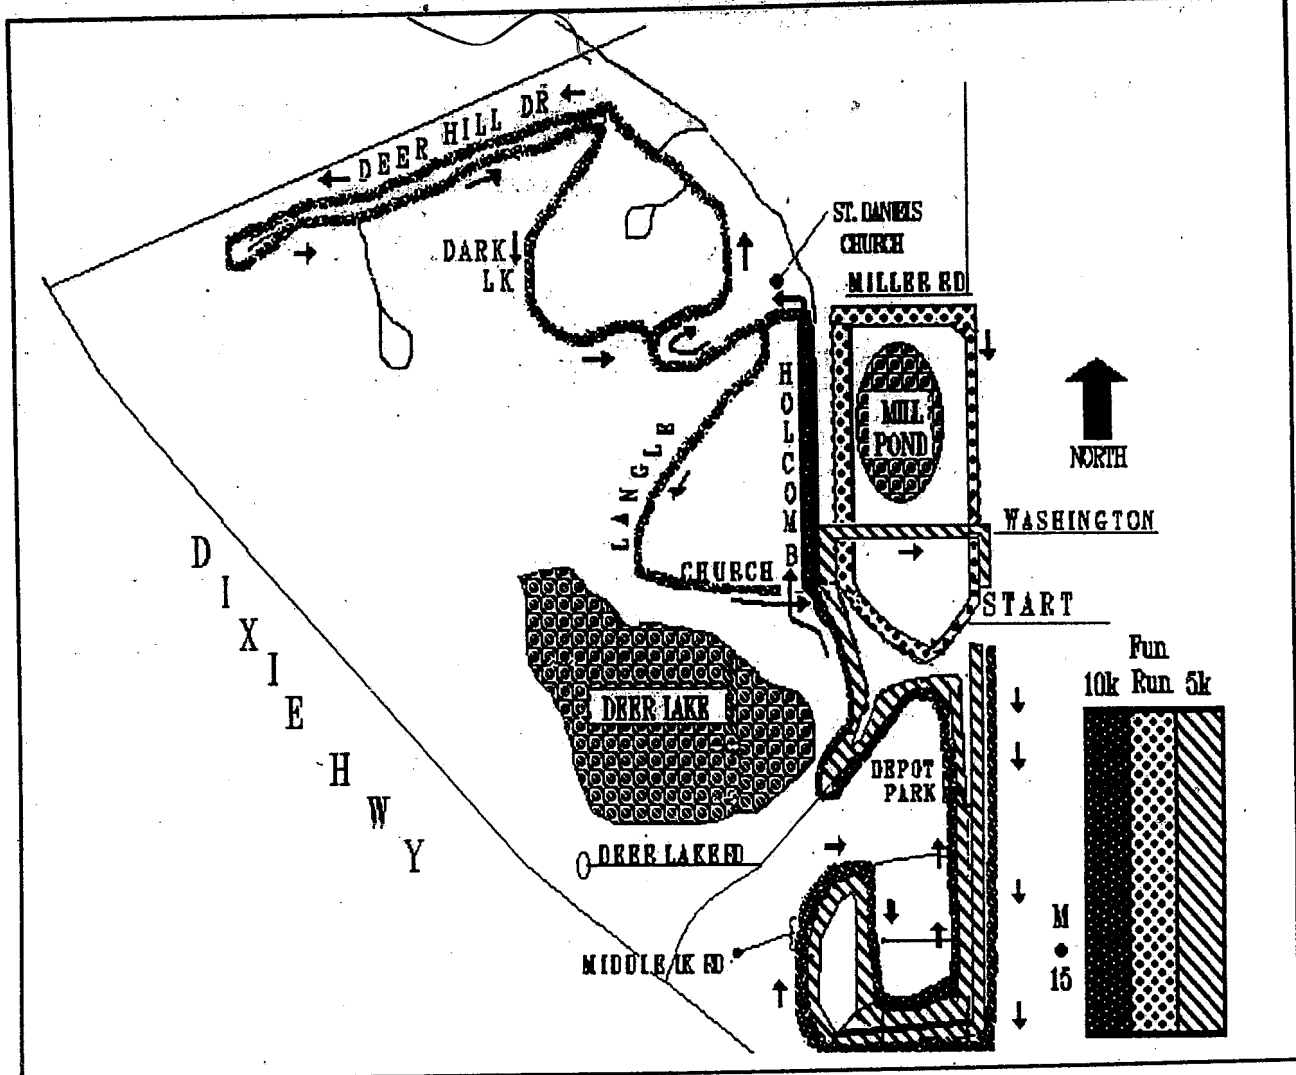 DEER HILL DR
ST. DANIELS
CHURCH
DARK
LK
MILLER RD
HOLCOMB
MILL
POND
NORTH
LANGLE
WASHINGTON
CHURCH
START
DIXIE HWY
DEER LAKE
Fun
10k Run 5k
DEPOT
PARK
DEER LAKE RD
M
15
MIDDLE LK RD